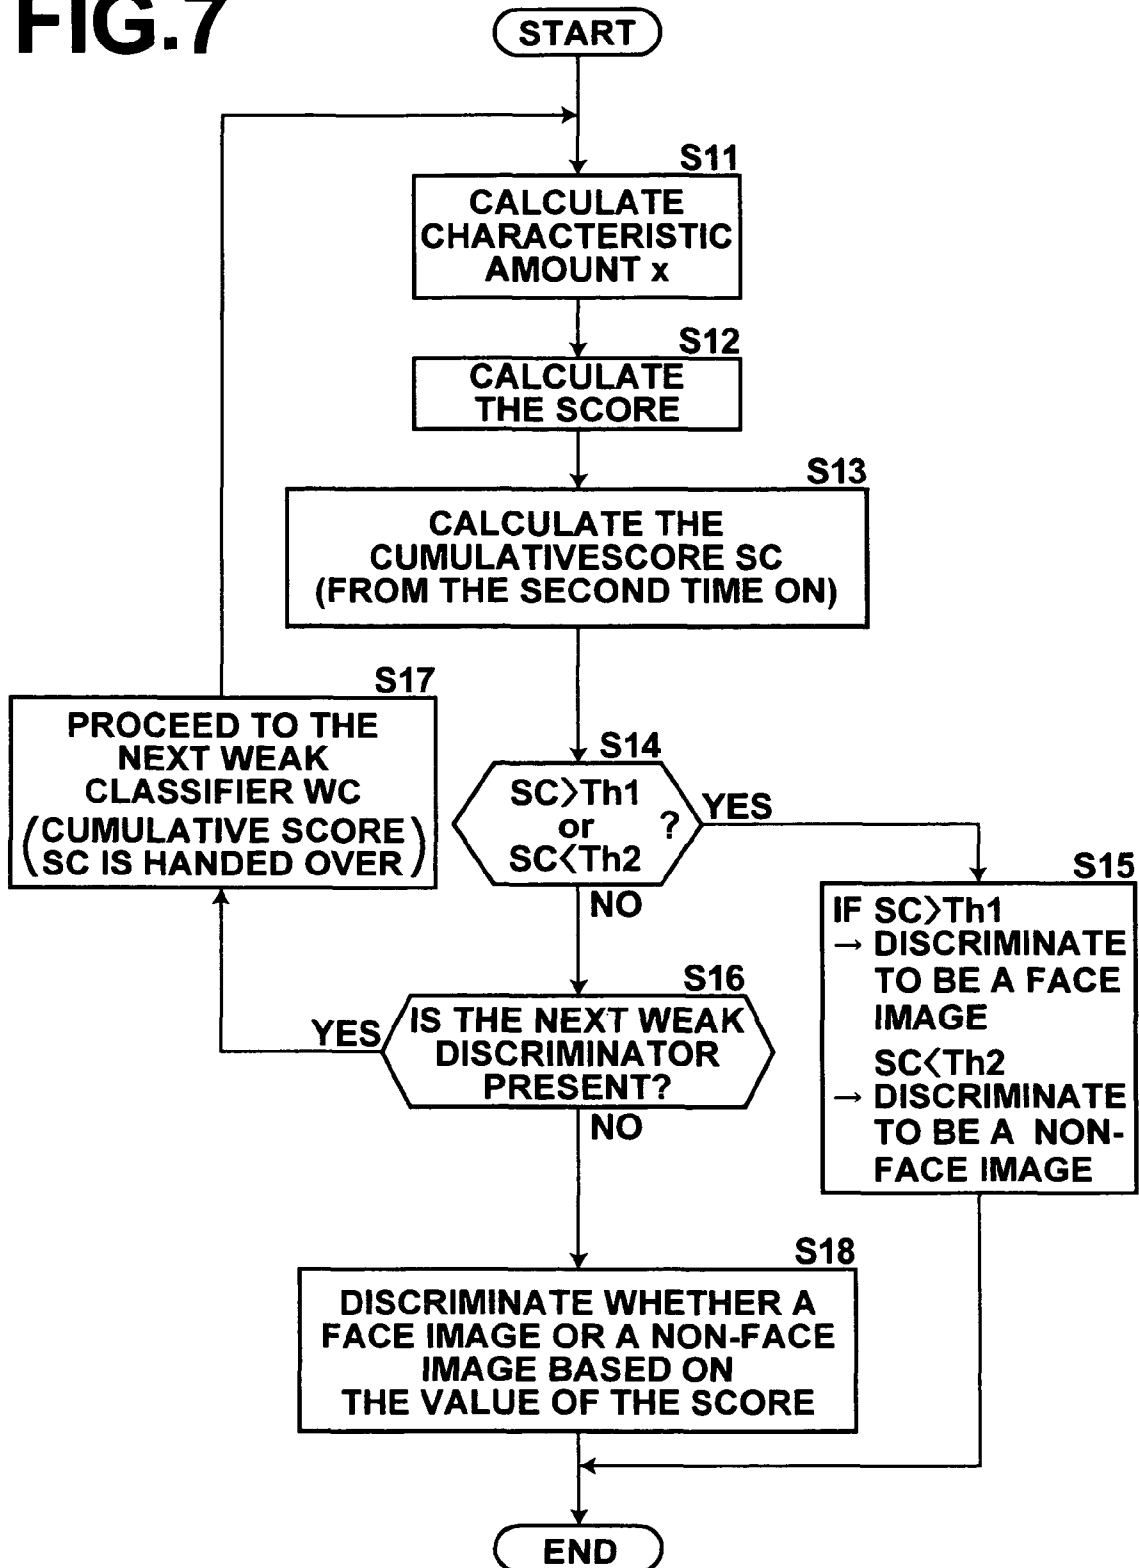 FIG.7
START
S11
CALCULATE
CHARACTERISTIC
AMOUNT x
S12
CALCULATE
THE SCORE
S13
CALCULATE THE
CUMULATIVESCORE SC
(FROM THE SECOND TIME ON)
S17
PROCEED TO THE
NEXT WEAK
CLASSIFIER WC
(CUMULATIVE SCORE
SC IS HANDED OVER)
S14
SC>Th1
or ?
SC<Th2
YES
NO
S15
IF SC>Th1
→ DISCRIMINATE
TO BE A FACE
IMAGE
SC<Th2
→ DISCRIMINATE
TO BE A NON-
FACE IMAGE
S16
IS THE NEXT WEAK
DISCRIMINATOR
PRESENT?
YES
NO
S18
DISCRIMINATE WHETHER A
FACE IMAGE OR A NON-FACE
IMAGE BASED ON
THE VALUE OF THE SCORE
END